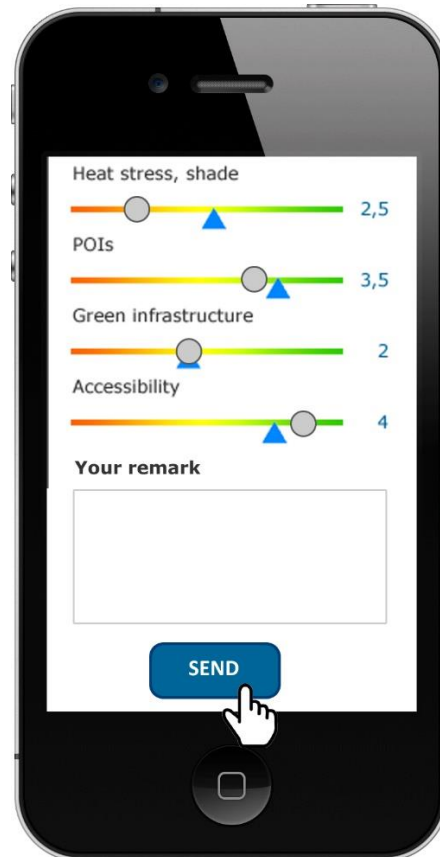 Heat stress, shade
2,5
POIs
3,5
Green infrastructure
2
Accessibility
4
Your remark
SEND